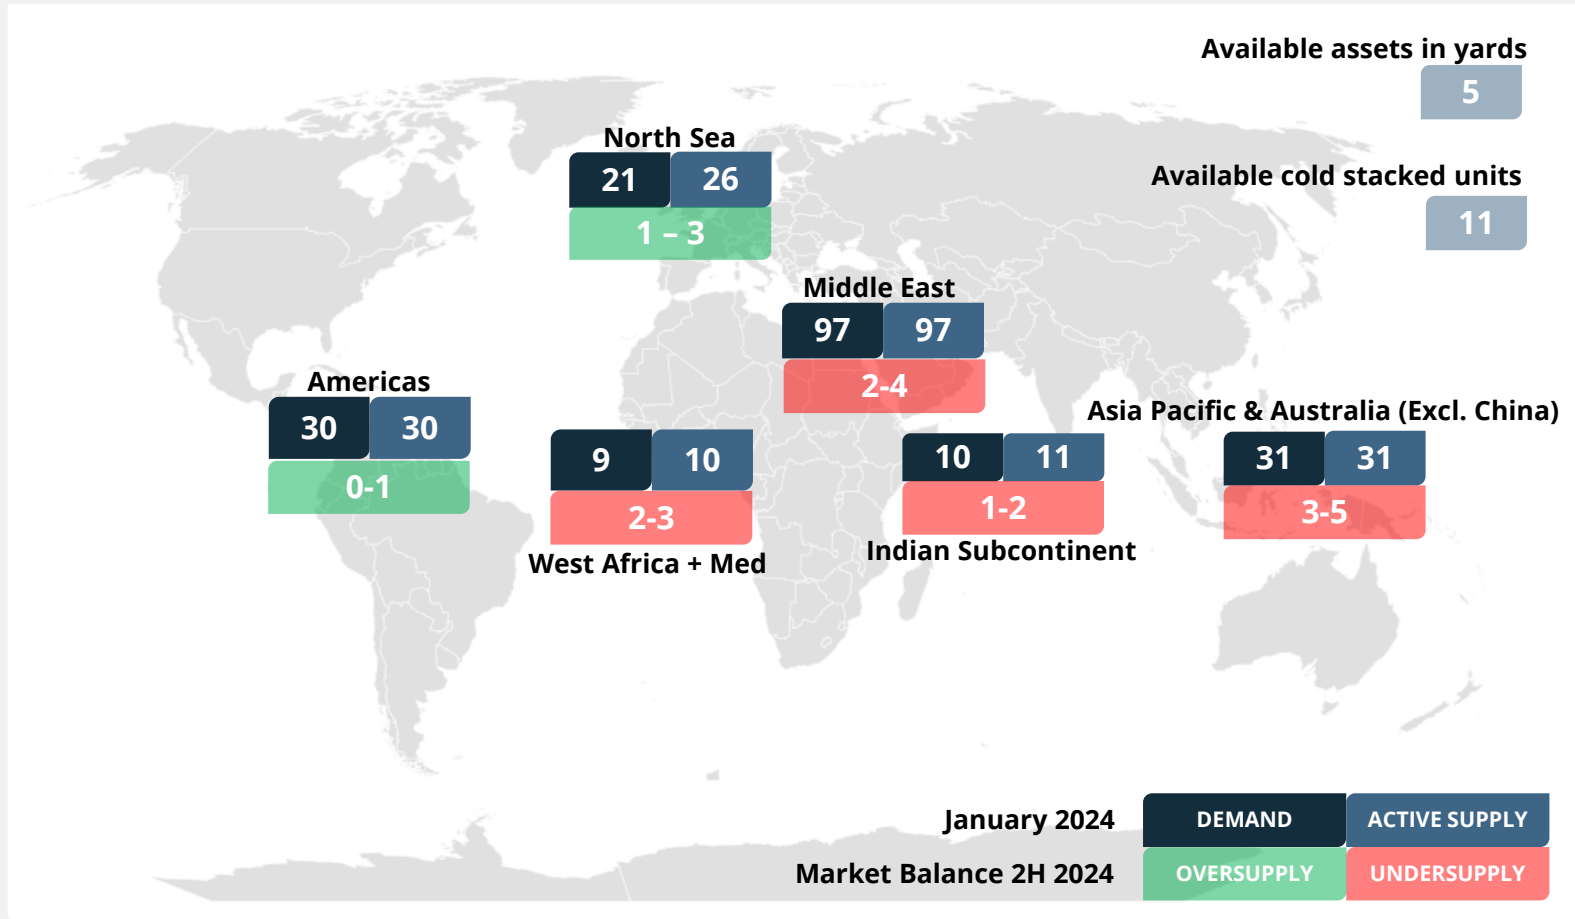 Available assets in yards
5
Available cold stacked units
11
North Sea
21 26
1 – 3
Middle East
97 97
2-4
Americas
30 30
0-1
9 10
2-3
West Africa + Med
10 11
1-2
Indian Subcontinent
Asia Pacific & Australia (Excl. China)
31 31
3-5
January 2024 DEMAND ACTIVE SUPPLY
Market Balance 2H 2024 OVERSUPPLY UNDERSUPPLY